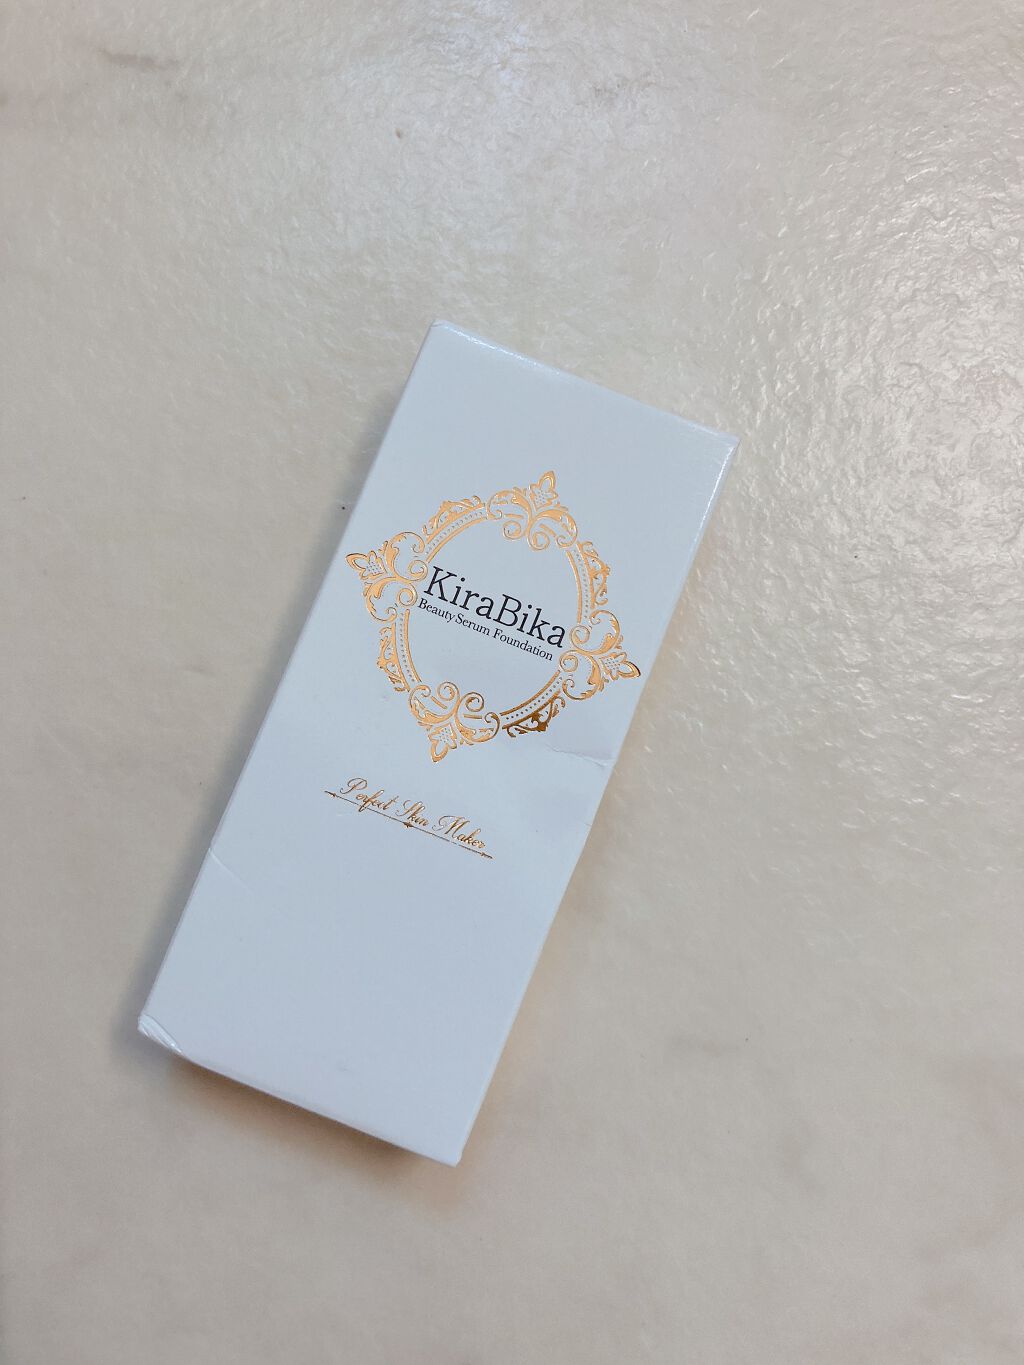 KiraBika
Beauty Serum Foundation
Perfect Skin Maker